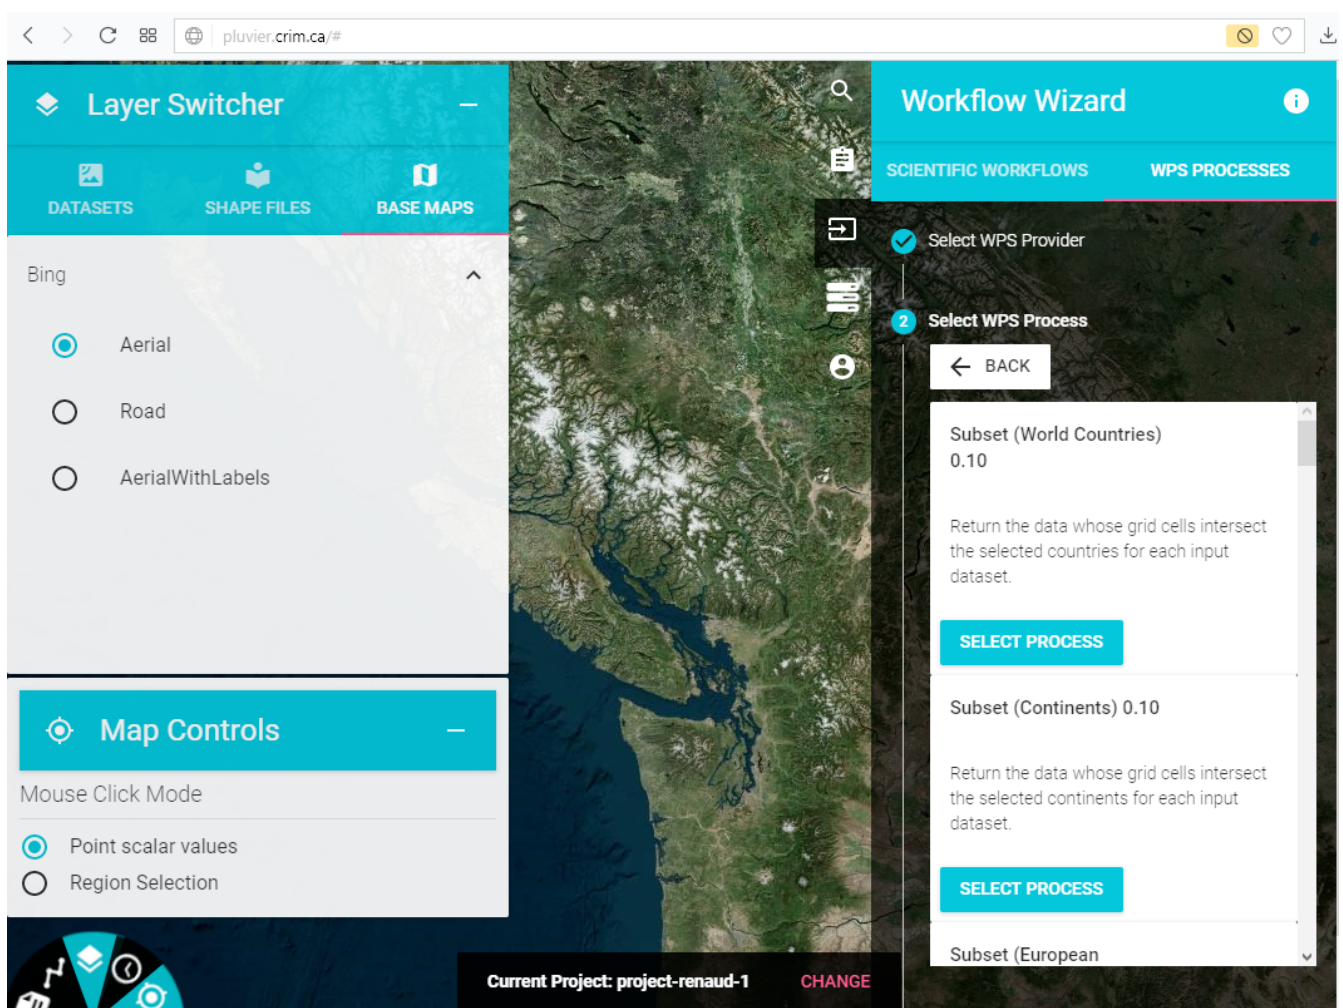 pluvier.crim.ca/#
Layer Switcher
DATASETS
SHAPE FILES
BASE MAPS
Bing
Aerial
Road
AerialWithLabels
Map Controls
Mouse Click Mode
Point scalar values
Region Selection
Current Project: project-renaud-1
CHANGE
Workflow Wizard
SCIENTIFIC WORKFLOWS
WPS PROCESSES
Select WPS Provider
2 Select WPS Process
BACK
Subset (World Countries)
0.10
Return the data whose grid cells intersect
the selected countries for each input
dataset.
SELECT PROCESS
Subset (Continents) 0.10
Return the data whose grid cells intersect
the selected continents for each input
dataset.
SELECT PROCESS
Subset (European